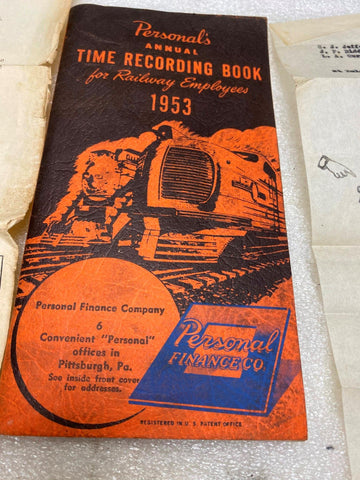 Personal's
ANNUAL
TIME RECORDING BOOK
for Railway Employees
1953
Personal Finance Company
6
Convenient "Personal"
offices in
Pittsburgh, Pa.
See inside front cover
for addresses.
Personal
FINANCE CO.
REGISTERED IN U. S. PATENT OFFICE